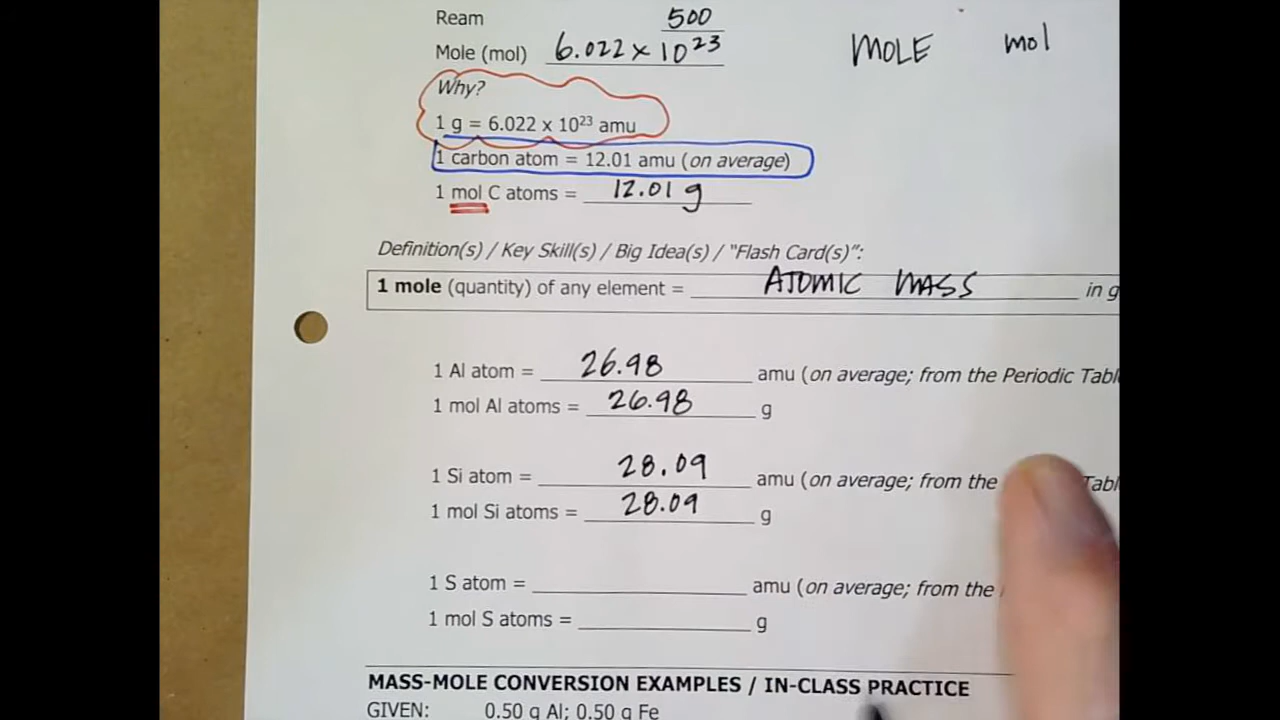 Ream 500
Mole (mol) 6.022 x 10²³ MOLE mol
Why?
1 g = 6.022 x 10²³ amu
1 carbon atom = 12.01 amu (on average)
1 mol C atoms = 12.01 g
Definition(s) / Key Skill(s) / Big Idea(s) / “Flash Card(s)”:
1 mole (quantity) of any element = ATOMIC MASS in g
1 Al atom = 26.98 amu (on average; from the Periodic Tabl
1 mol Al atoms = 26.98 g
1 Si atom = 28.09 amu (on average; from the Tabl
1 mol Si atoms = 28.09 g
1 S atom = amu (on average; from the
1 mol S atoms = g
MASS-MOLE CONVERSION EXAMPLES / IN-CLASS PRACTICE
GIVEN: 0.50 g Al; 0.50 g Fe